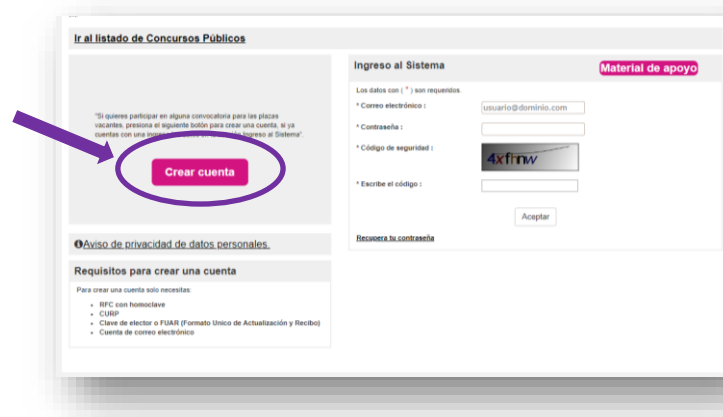 Ir al listado de Concursos Públicos
"Si quieres participar en alguna convocatoria para las plazas
vacantes, presiona el siguiente botón para crear una cuenta, si ya
cuentas con una Ingreso al Sistema".
Crear cuenta
Aviso de privacidad de datos personales.
Requisitos para crear una cuenta
Para crear una cuenta solo necesitas:
RFC con homoclave
CURP
Clave de elector o FUAR (Formato Unico de Actualización y Recibo)
Cuenta de correo electrónico
Ingreso al Sistema
Material de apoyo
Los datos con ( * ) son requeridos.
* Correo electrónico :
usuario@dominio.com
* Contraseña :
* Código de seguridad :
4xfhnw
* Escribe el código :
Aceptar
Recupera tu contraseña